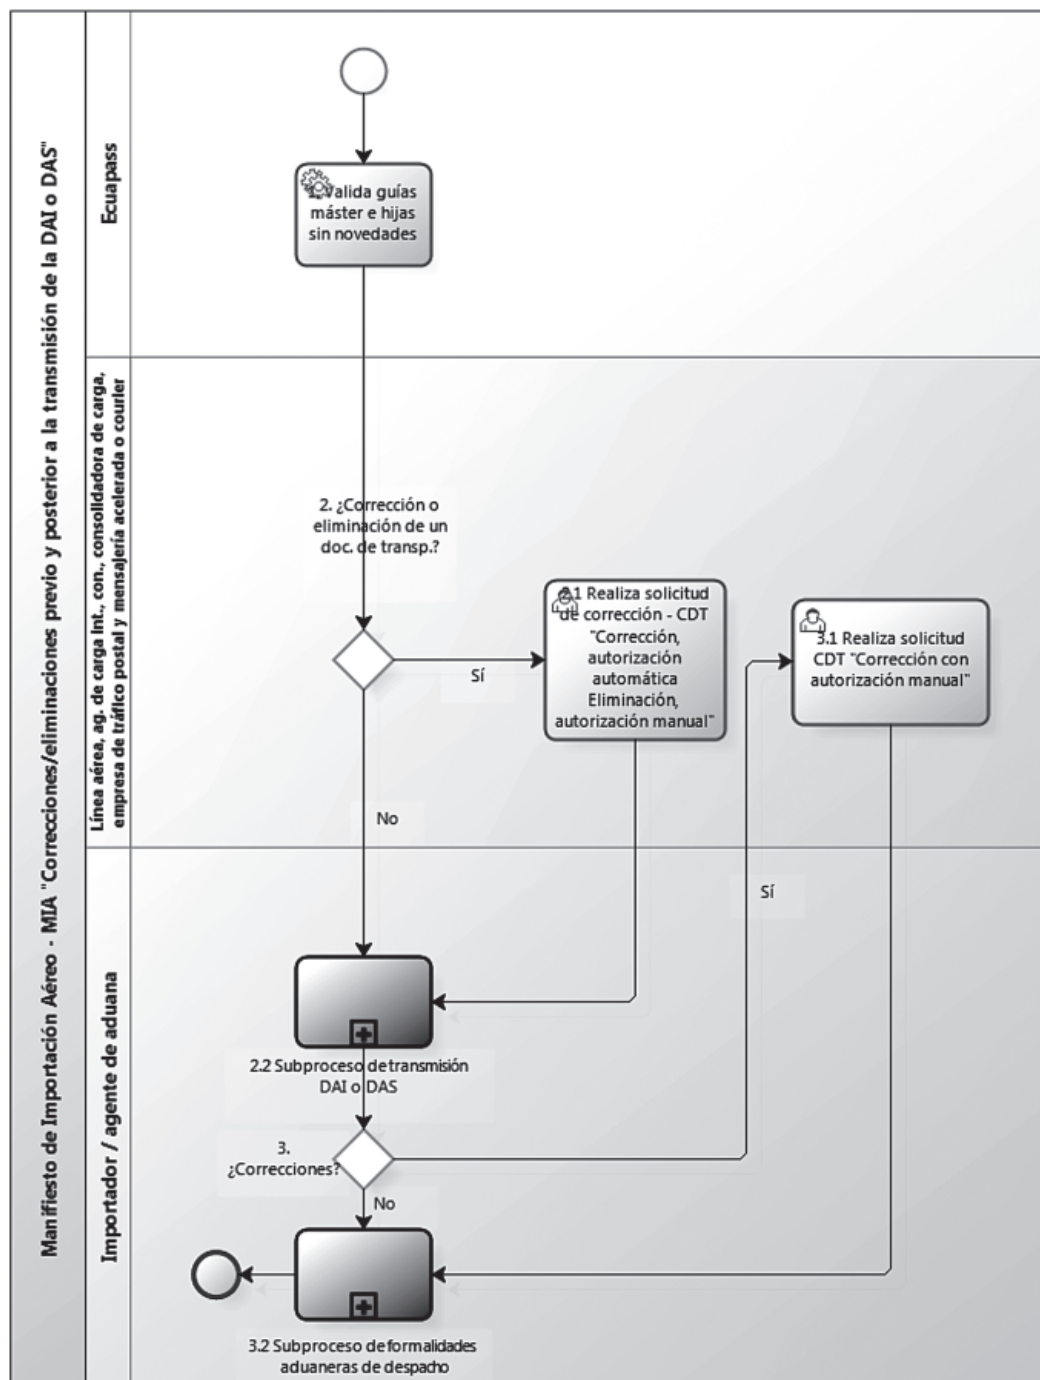 Manifiesto de Importación Aéreo - MIA "Correcciones/eliminaciones previo y posterior a la transmisión de la DAI o DAS"
Ecuapass
1. Valida guías
máster e hijas
sin novedades
Línea aérea, ag. de carga int., con., consolidadora de carga,
empresa de tráfico postal y mensajería acelerada o courier
2. ¿Corrección o
eliminación de un
doc. de transp.?
Sí
No
2.1 Realiza solicitud
de corrección - CDT
"Corrección,
autorización
automática
Eliminación,
autorización manual"
3.1 Realiza solicitud
CDT "Corrección con
autorización manual"
Sí
Importador / agente de aduana
2.2 Subproceso de transmisión
DAI o DAS
3.
¿Correcciones?
No
3.2 Subproceso de formalidades
aduaneras de despacho